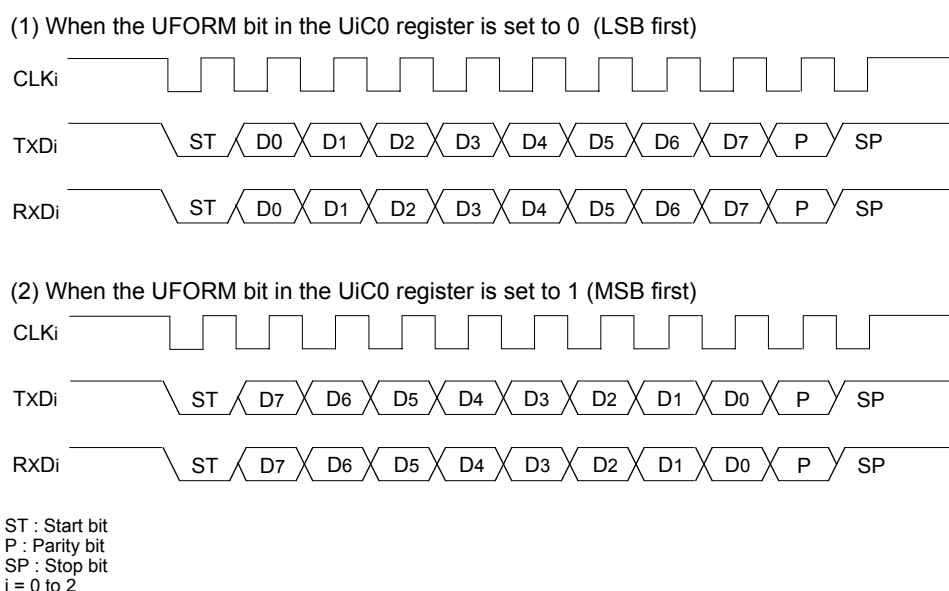 (1) When the UFORM bit in the UiC0 register is set to 0 (LSB first)
CLKi
TXDi ST D0 D1 D2 D3 D4 D5 D6 D7 P SP
RXDi ST D0 D1 D2 D3 D4 D5 D6 D7 P SP
(2) When the UFORM bit in the UiC0 register is set to 1 (MSB first)
CLKi
TXDi ST D7 D6 D5 D4 D3 D2 D1 D0 P SP
RXDi ST D7 D6 D5 D4 D3 D2 D1 D0 P SP
ST : Start bit
P : Parity bit
SP : Stop bit
i = 0 to 2